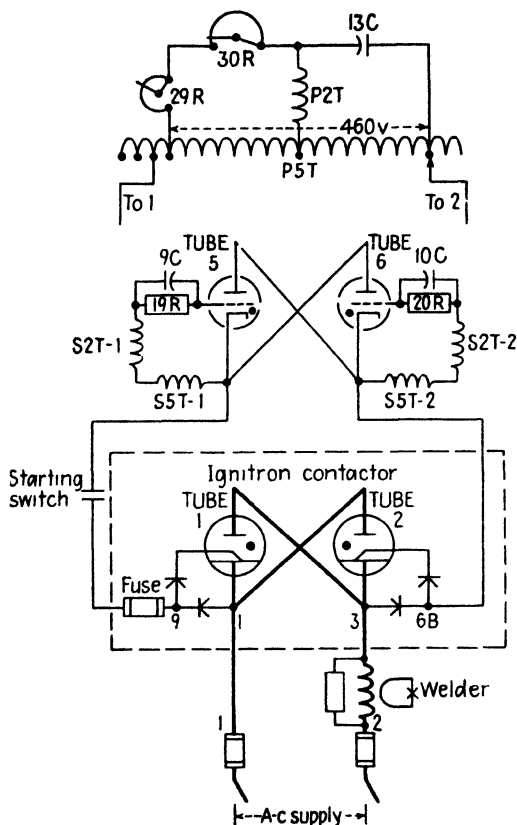 13C
30R
P2T
29R
460v
P5T
To 1
To 2
TUBE
5
TUBE
6
9C
10C
19R
20R
S2T-1
S2T-2
S5T-1
S5T-2
Starting
switch
Ignitron contactor
TUBE
1
TUBE
2
Fuse
9
1
3
6B
Welder
1
2
A-c supply